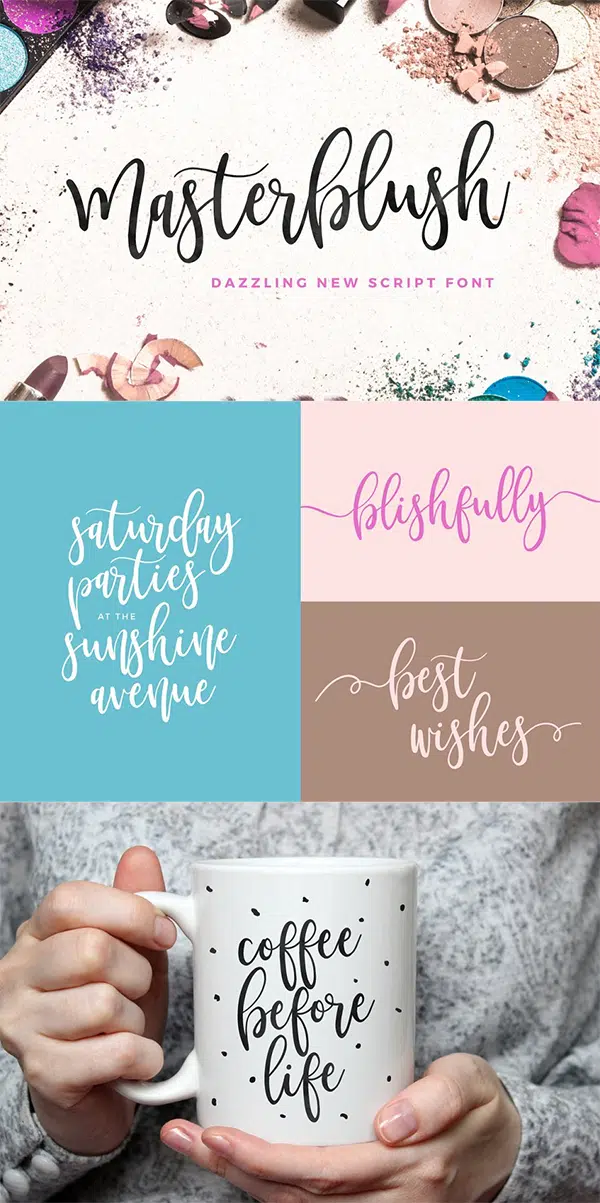 Masterblush
DAZZLING NEW SCRIPT FONT
saturday
parties
AT THE
sunshine
avenue
blishfully
best
wishes
coffee
before
life